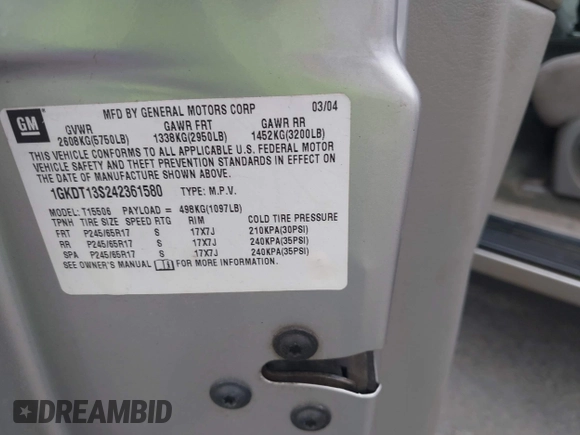 GM
MFD BY GENERAL MOTORS CORP 03/04
GVWR GAWR FRT GAWR RR
2608KG(5750LB) 1338KG(2950LB) 1452KG(3200LB)
THIS VEHICLE CONFORMS TO ALL APPLICABLE U.S. FEDERAL MOTOR
VEHICLE SAFETY AND THEFT PREVENTION STANDARDS IN EFFECT ON
THE DATE OF MANUFACTURE SHOWN ABOVE.
1GKDT13S242361580 TYPE: M.P.V.
MODEL: T15506 PAYLOAD = 498KG(1097LB)
TPNH TIRE SIZE SPEED RTG RIM COLD TIRE PRESSURE
FRT P245/65R17 S 17X7J 210KPA(30PSI)
RR P245/65R17 S 17X7J 240KPA(35PSI)
SPA P245/65R17 S 17X7J 240KPA(35PSI)
SEE OWNER'S MANUAL FOR MORE INFORMATION.
DREAMBID